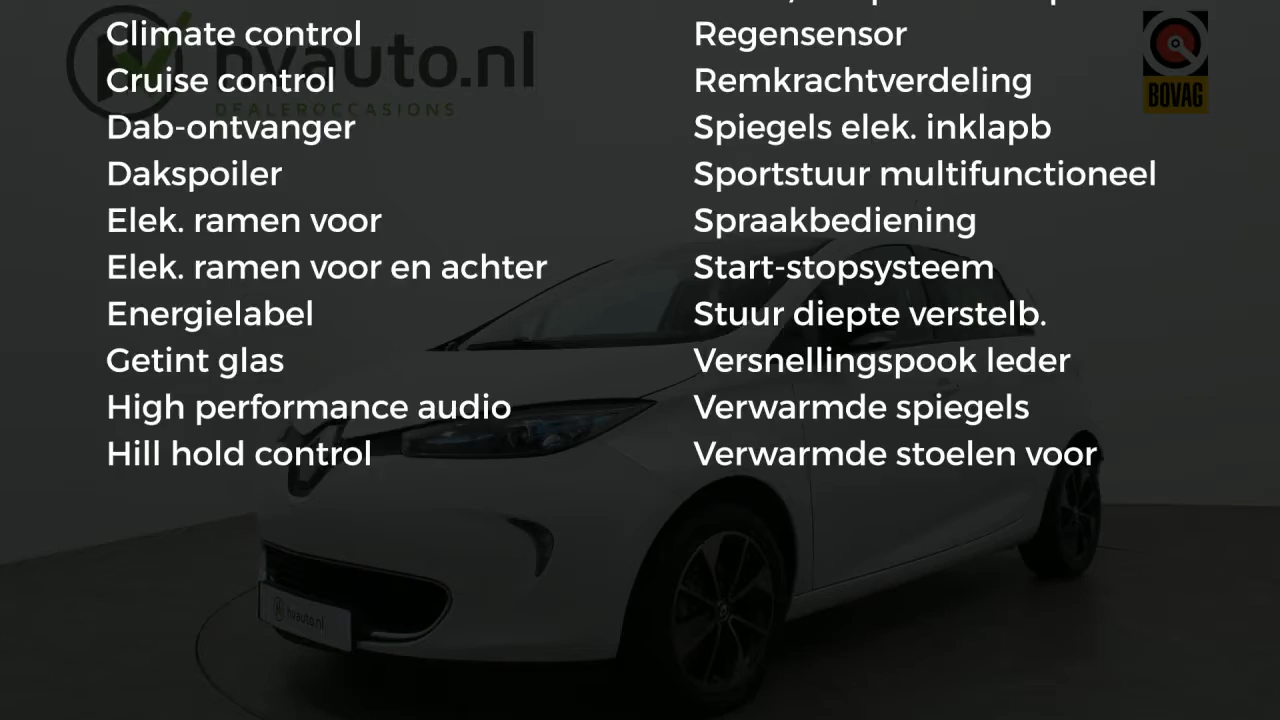 Climate control
Cruise control
Dab-ontvanger
Dakspoiler
Elek. ramen voor
Elek. ramen voor en achter
Energielabel
Getint glas
High performance audio
Hill hold control
Regensensor
Remkrachtverdeling
Spiegels elek. inklapb
Sportstuur multifunctioneel
Spraakbediening
Start-stopsysteem
Stuur diepte verstelb.
Versnellingspook leder
Verwarmde spiegels
Verwarmde stoelen voor
hvauto.nl
DEALEROCCASIONS
BOVAG
hvauto.nl